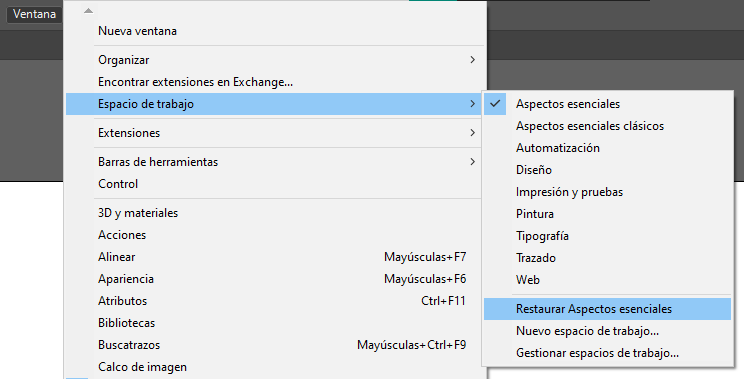 Ventana
Nueva ventana
Organizar
Encontrar extensiones en Exchange...
Espacio de trabajo
Extensiones
Barras de herramientas
Control
3D y materiales
Acciones
Alinear Mayúsculas+F7
Apariencia Mayúsculas+F6
Atributos Ctrl+F11
Bibliotecas
Buscatrazos Mayúsculas+Ctrl+F9
Calco de imagen
Aspectos esenciales
Aspectos esenciales clásicos
Automatización
Diseño
Impresión y pruebas
Pintura
Tipografía
Trazado
Web
Restaurar Aspectos esenciales
Nuevo espacio de trabajo...
Gestionar espacios de trabajo...